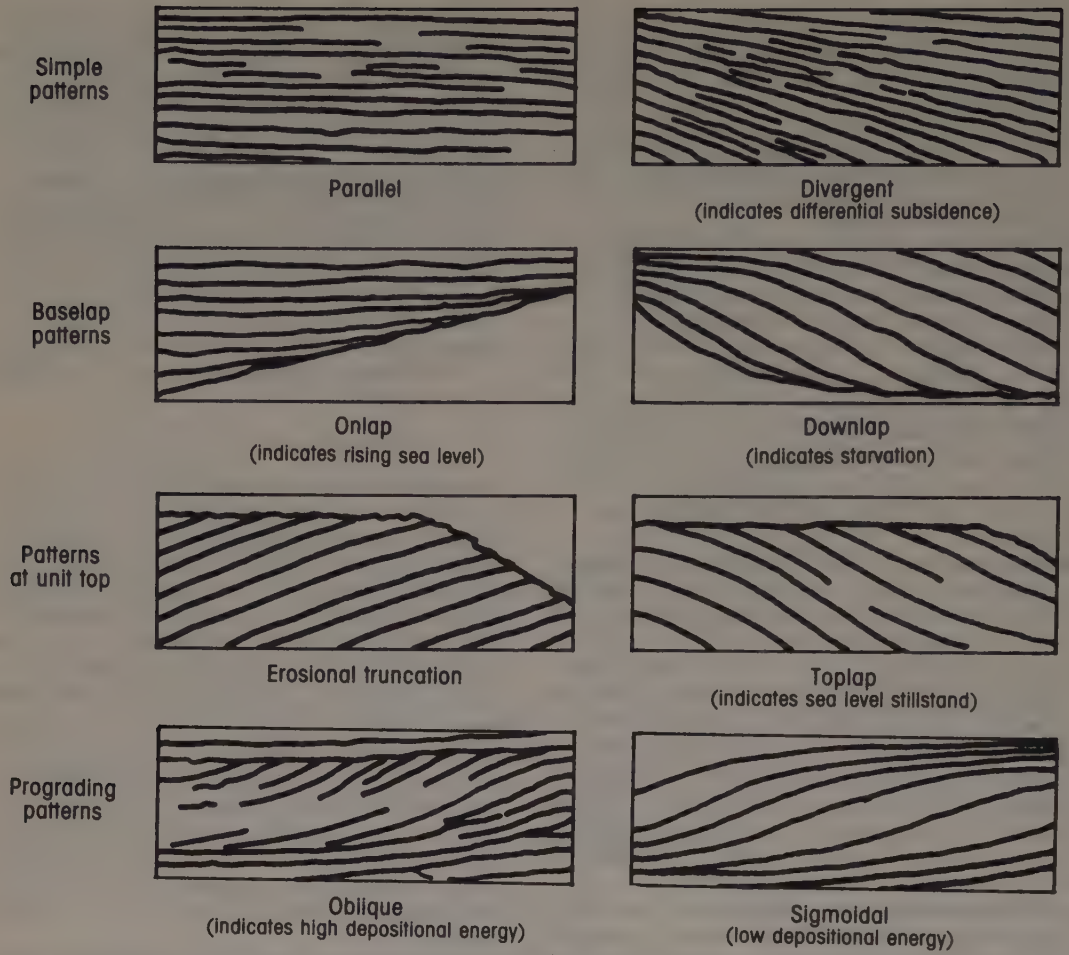 Simple
patterns
Parallel
Divergent
(indicates differential subsidence)
Baselap
patterns
Onlap
(indicates rising sea level)
Downlap
(indicates starvation)
Patterns
at unit top
Erosional truncation
Toplap
(indicates sea level stillstand)
Prograding
patterns
Oblique
(indicates high depositional energy)
Sigmoidal
(low depositional energy)